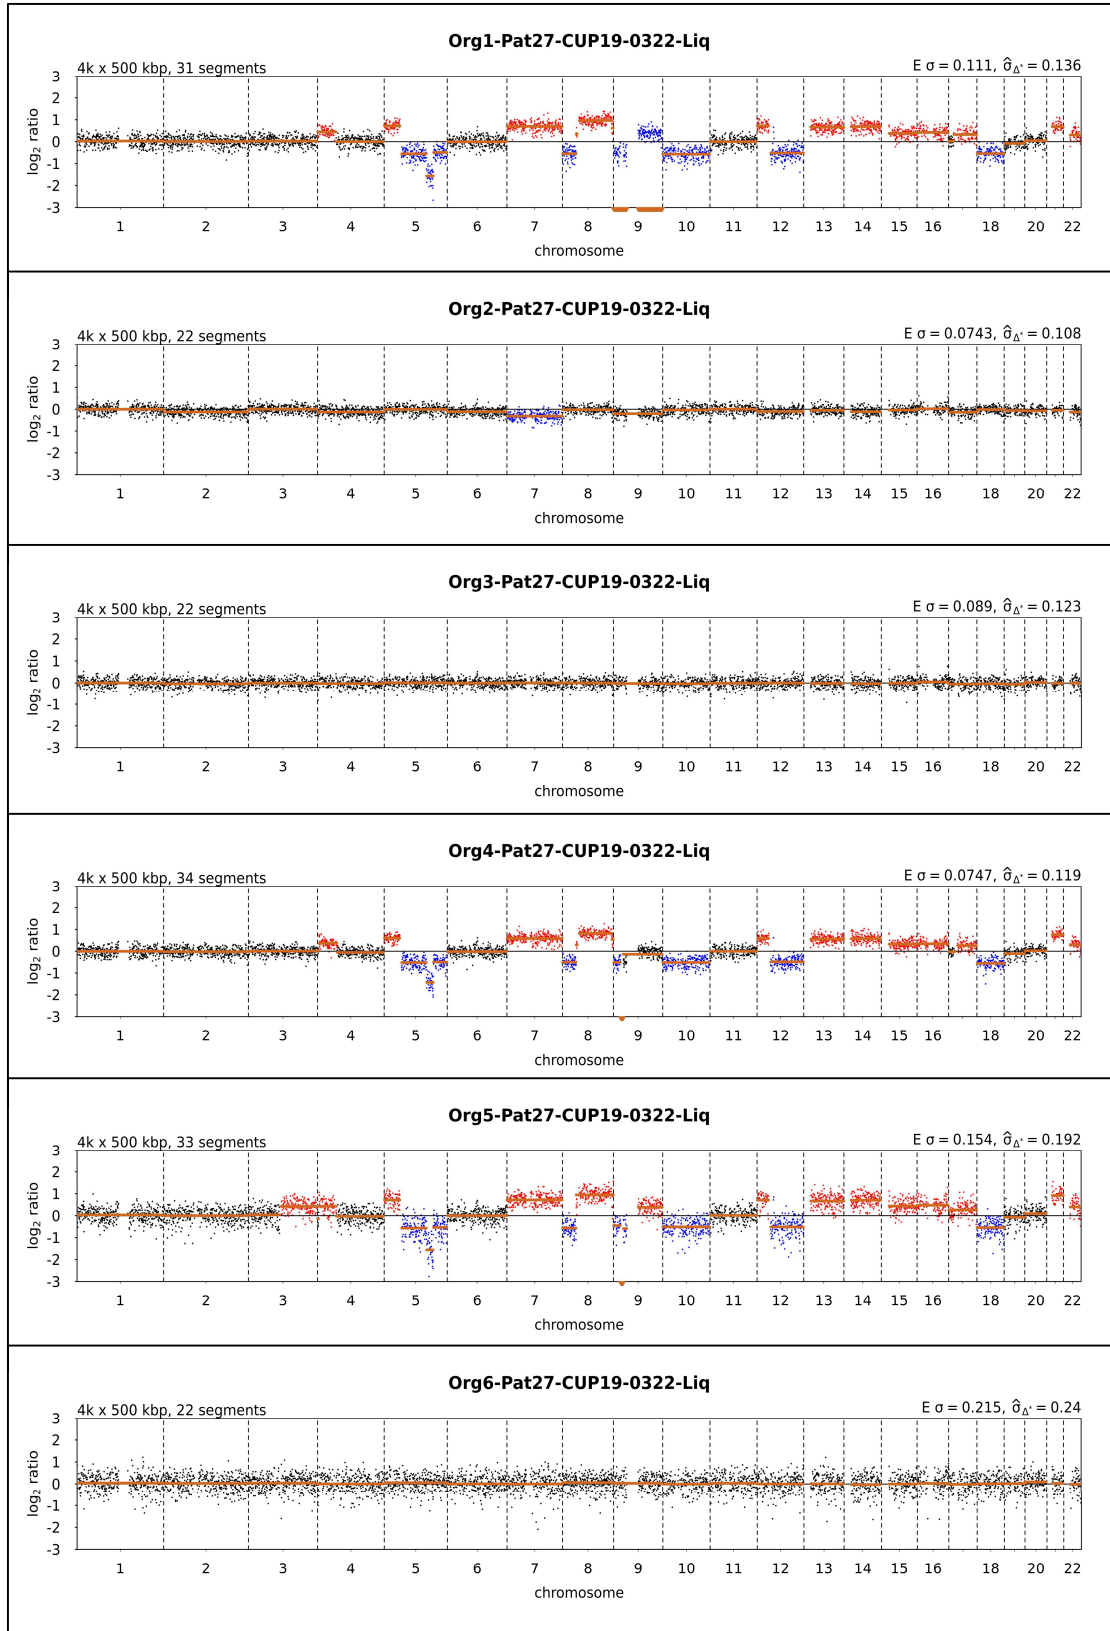 Org1-Pat27-CUP19-0322-Liq
4k x 500 kbp, 31 segments
E σ = 0.111, σ̂Δ* = 0.136
3
2
1
0
-1
-2
-3
log₂ ratio
1 2 3 4 5 6 7 8 9 10 11 12 13 14 15 16 18 20 22
chromosome
Org2-Pat27-CUP19-0322-Liq
4k x 500 kbp, 22 segments
E σ = 0.0743, σ̂Δ* = 0.108
3
2
1
0
-1
-2
-3
log₂ ratio
1 2 3 4 5 6 7 8 9 10 11 12 13 14 15 16 18 20 22
chromosome
Org3-Pat27-CUP19-0322-Liq
4k x 500 kbp, 22 segments
E σ = 0.089, σ̂Δ* = 0.123
3
2
1
0
-1
-2
-3
log₂ ratio
1 2 3 4 5 6 7 8 9 10 11 12 13 14 15 16 18 20 22
chromosome
Org4-Pat27-CUP19-0322-Liq
4k x 500 kbp, 34 segments
E σ = 0.0747, σ̂Δ* = 0.119
3
2
1
0
-1
-2
-3
log₂ ratio
1 2 3 4 5 6 7 8 9 10 11 12 13 14 15 16 18 20 22
chromosome
Org5-Pat27-CUP19-0322-Liq
4k x 500 kbp, 33 segments
E σ = 0.154, σ̂Δ* = 0.192
3
2
1
0
-1
-2
-3
log₂ ratio
1 2 3 4 5 6 7 8 9 10 11 12 13 14 15 16 18 20 22
chromosome
Org6-Pat27-CUP19-0322-Liq
4k x 500 kbp, 22 segments
E σ = 0.215, σ̂Δ* = 0.24
3
2
1
0
-1
-2
-3
log₂ ratio
1 2 3 4 5 6 7 8 9 10 11 12 13 14 15 16 18 20 22
chromosome